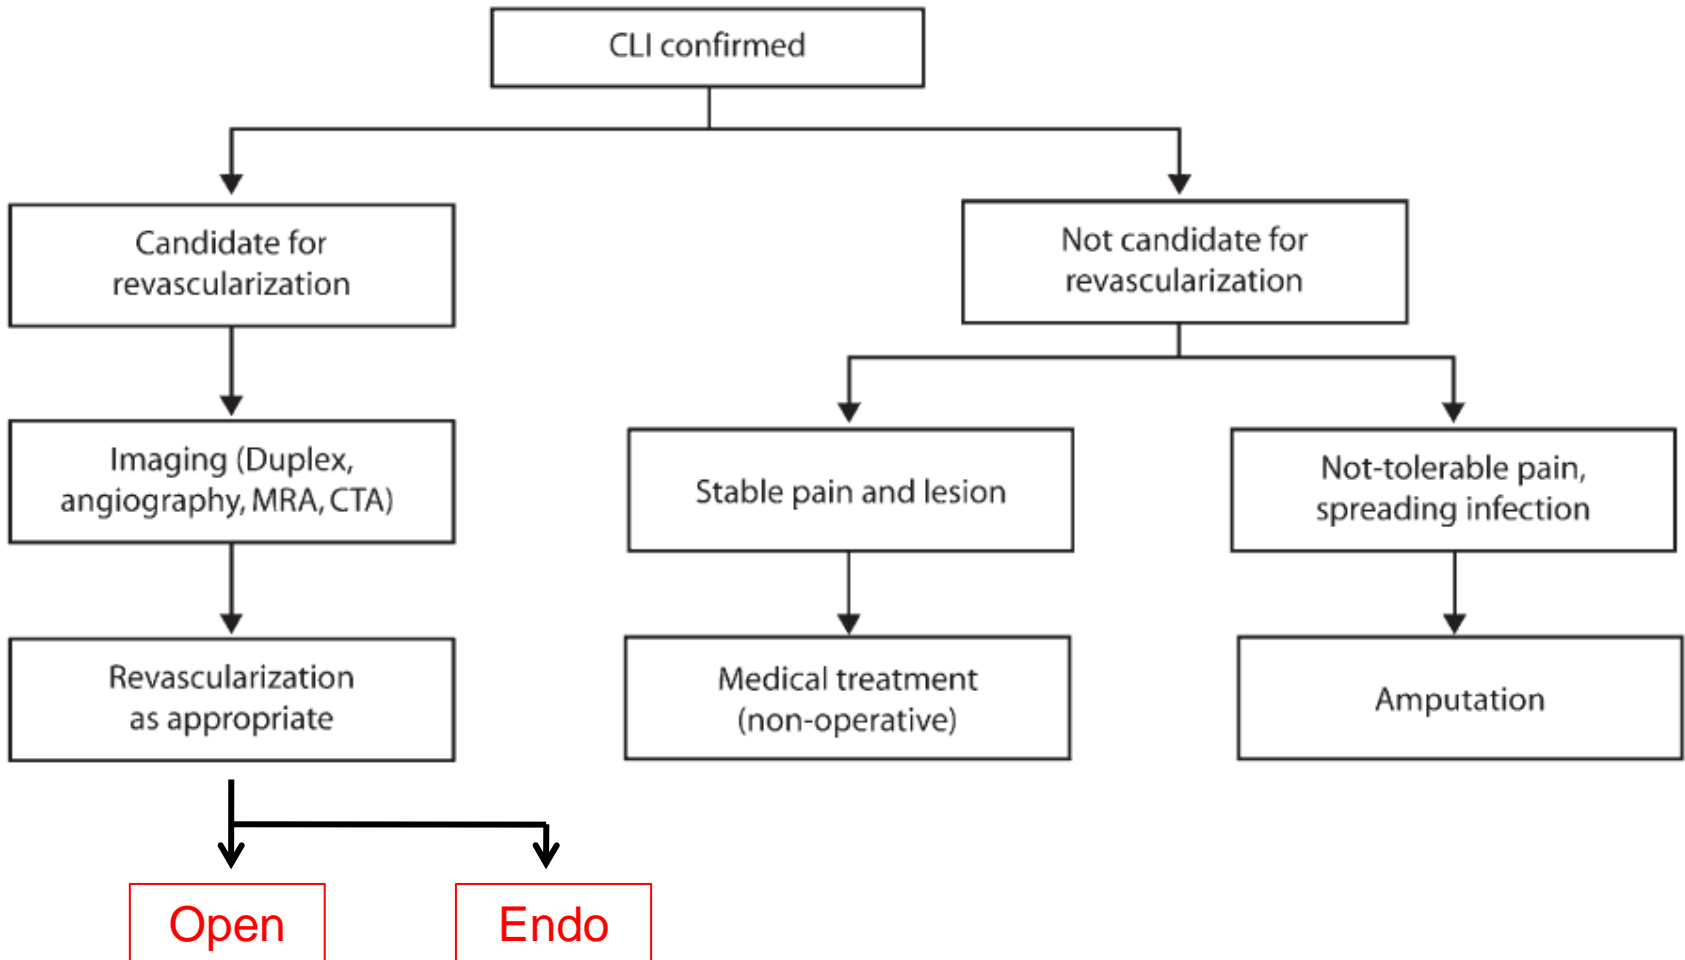 CLI confirmed
Candidate for
revascularization
Not candidate for
revascularization
Imaging (Duplex,
angiography, MRA, CTA)
Stable pain and lesion
Not-tolerable pain,
spreading infection
Revascularization
as appropriate
Medical treatment
(non-operative)
Amputation
Open
Endo